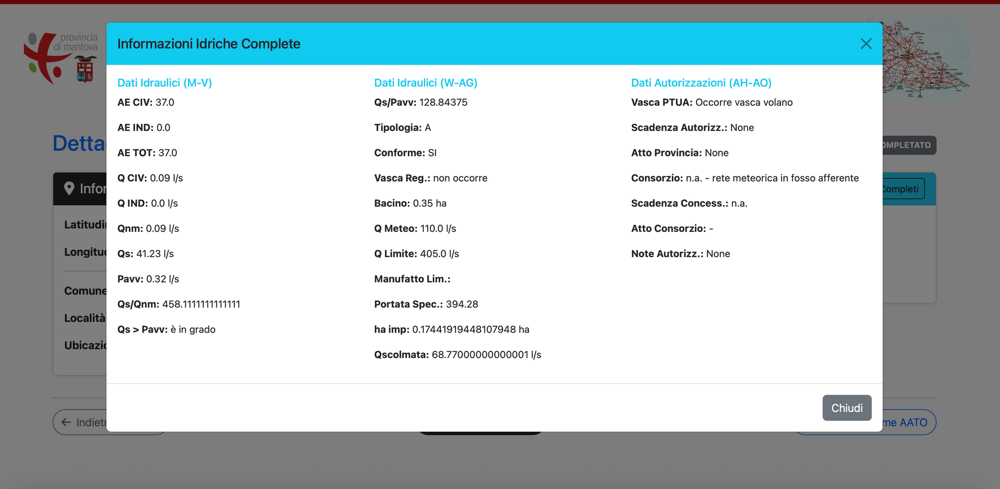 provincia
di mantova
Informazioni Idriche Complete
Dati Idraulici (M-V)
AE CIV: 37.0
AE IND: 0.0
AE TOT: 37.0
Q CIV: 0.09 l/s
Q IND: 0.0 l/s
Qnm: 0.09 l/s
Qs: 41.23 l/s
Pavv: 0.32 l/s
Qs/Qnm: 458.1111111111111
Qs > Pavv: è in grado
Dati Idraulici (W-AG)
Qs/Pavv: 128.84375
Tipologia: A
Conforme: SI
Vasca Reg.: non occorre
Bacino: 0.35 ha
Q Meteo: 110.0 l/s
Q Limite: 405.0 l/s
Manufatto Lim.:
Portata Spec.: 394.28
ha imp: 0.17441919448107948 ha
Qscolmata: 68.77000000000001 l/s
Dati Autorizzazioni (AH-AO)
Vasca PTUA: Occorre vasca volano
Scadenza Autorizz.: None
Atto Provincia: None
Consorzio: n.a. - rete meteorica in fosso afferente
Scadenza Concess.: n.a.
Atto Consorzio: -
Note Autorizz.: None
Chiudi
Detta
OMPLETATO
Infor
Completi
Latitudi
Longitu
Comune
Località
Ubicazi
Indiet
me AATO